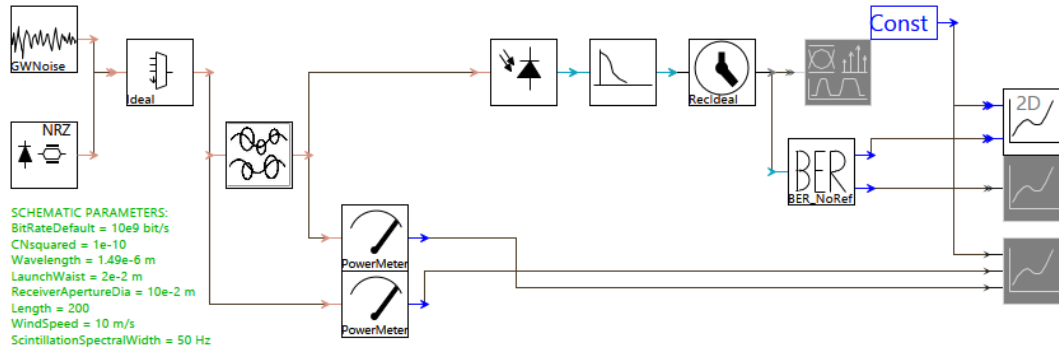 GWNoise
Ideal
NRZ
RecIdeal
Const
2D
BER
BER_NoRef
PowerMeter
PowerMeter
SCHEMATIC PARAMETERS:
BitRateDefault = 10e9 bit/s
CNsquared = 1e-10
Wavelength = 1.49e-6 m
LaunchWaist = 2e-2 m
ReceiverApertureDia = 10e-2 m
Length = 200
WindSpeed = 10 m/s
ScintillationSpectralWidth = 50 Hz